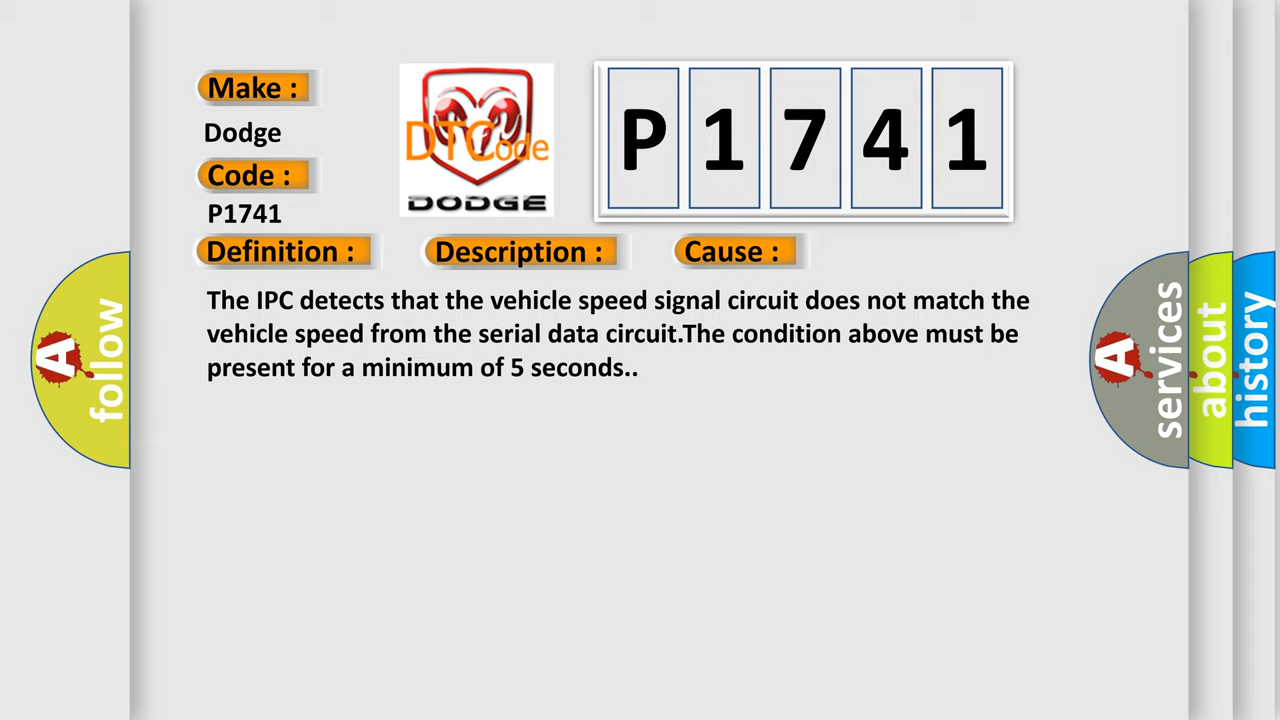 Make :
Dodge
Code :
P1741
DTCode
DODGE
P 1 7 4 1
Definition :
Description :
Cause :
The IPC detects that the vehicle speed signal circuit does not match the
vehicle speed from the serial data circuitThe condition above must be
present for a minimum of 5 seconds..
A follow
A services
about
history